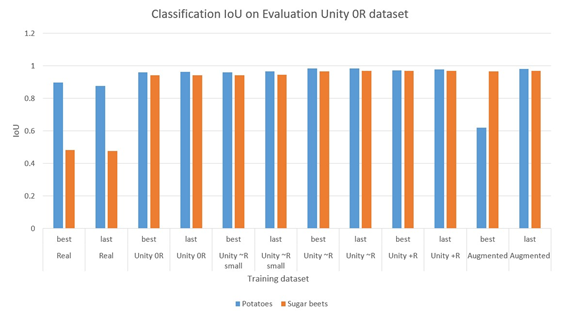 Classification IoU on Evaluation Unity 0R dataset
1.2
1
0.8
0.6
0.4
0.2
0
IoU
best last best last best last best last best last best last
Real Real Unity 0R Unity 0R Unity ~R small Unity ~R small Unity ~R Unity ~R Unity +R Unity +R Augmented Augmented
Training dataset
Potatoes Sugar beets